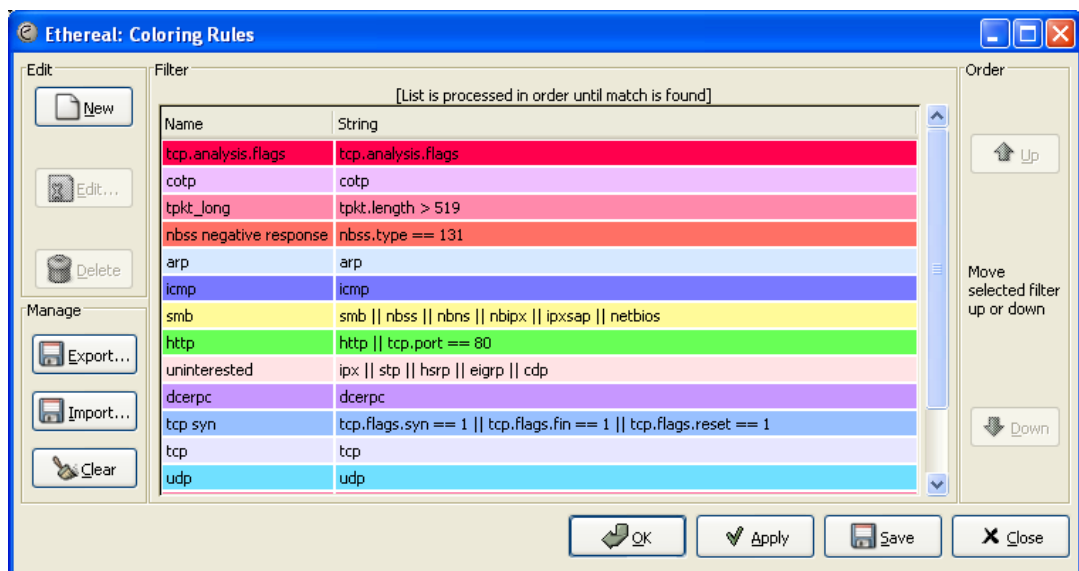 Ethereal: Coloring Rules
Edit
Filter
Order
[List is processed in order until match is found]
New
Edit...
Delete
Manage
Export...
Import...
Clear
Name String
tcp.analysis.flags tcp.analysis.flags
cotp cotp
tpkt_long tpkt.length > 519
nbss negative response nbss.type == 131
arp arp
icmp icmp
smb smb || nbss || nbns || nbipx || ipxsap || netbios
http http || tcp.port == 80
uninterested ipx || stp || hsrp || eigrp || cdp
dcerpc dcerpc
tcp syn tcp.flags.syn == 1 || tcp.flags.fin == 1 || tcp.flags.reset == 1
tcp tcp
udp udp
Up
Move
selected filter
up or down
Down
OK
Apply
Save
Close